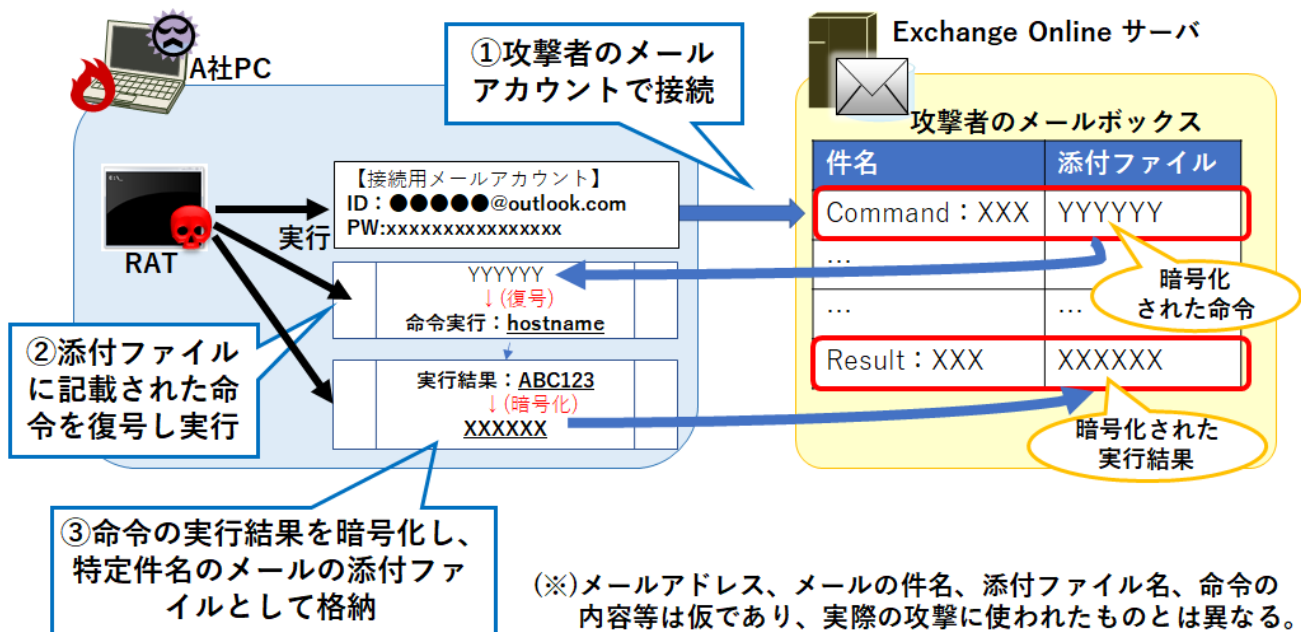 A社PC
①攻撃者のメール
アカウントで接続
Exchange Online サーバ
攻撃者のメールボックス
件名 添付ファイル
Command：XXX YYYYYY
…
… …
Result：XXX XXXXXX
暗号化
された命令
暗号化された
実行結果
RAT
実行
【接続用メールアカウント】
ID：●●●●●@outlook.com
PW:xxxxxxxxxxxxxxxx
YYYYYY
↓(復号)
命令実行：hostname
実行結果：ABC123
↓(暗号化)
XXXXXX
②添付ファイル
に記載された命
令を復号し実行
③命令の実行結果を暗号化し、
特定件名のメールの添付ファ
イルとして格納
(※)メールアドレス、メールの件名、添付ファイル名、命令の
内容等は仮であり、実際の攻撃に使われたものとは異なる。